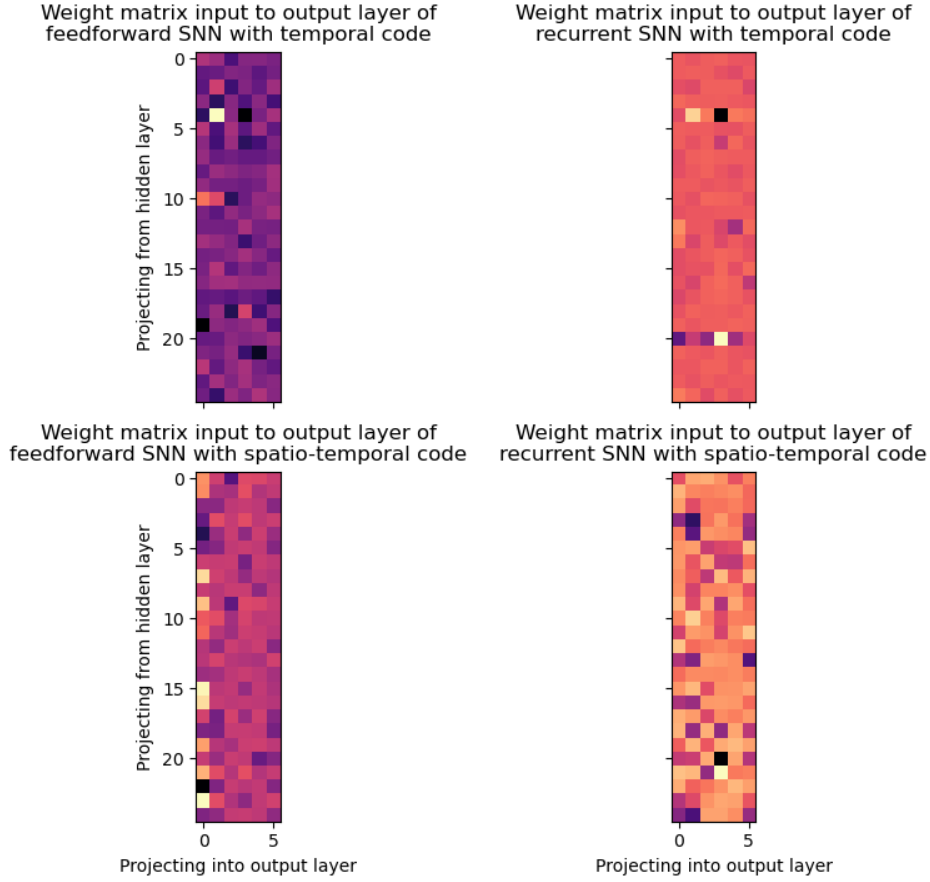 Weight matrix input to output layer of
feedforward SNN with temporal code
Weight matrix input to output layer of
recurrent SNN with temporal code
Projecting from hidden layer
0
5
10
15
20
Weight matrix input to output layer of
feedforward SNN with spatio-temporal code
Weight matrix input to output layer of
recurrent SNN with spatio-temporal code
Projecting from hidden layer
0
5
10
15
20
0 5
0 5
Projecting into output layer
Projecting into output layer